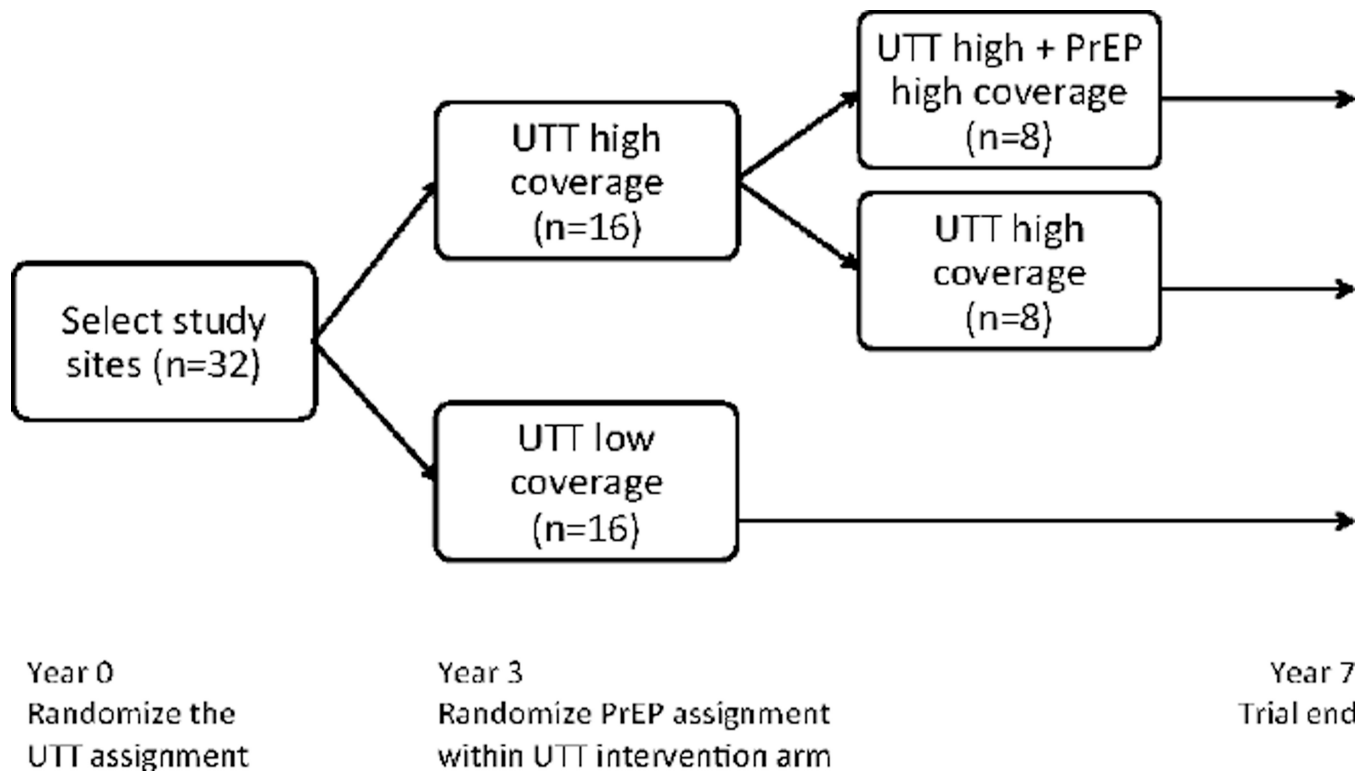 Select study
sites (n=32)
UTT high
coverage
(n=16)
UTT low
coverage
(n=16)
UTT high + PrEP
high coverage
(n=8)
UTT high
coverage
(n=8)
Year 0
Randomize the
UTT assignment
Year 3
Randomize PrEP assignment
within UTT intervention arm
Year 7
Trial end